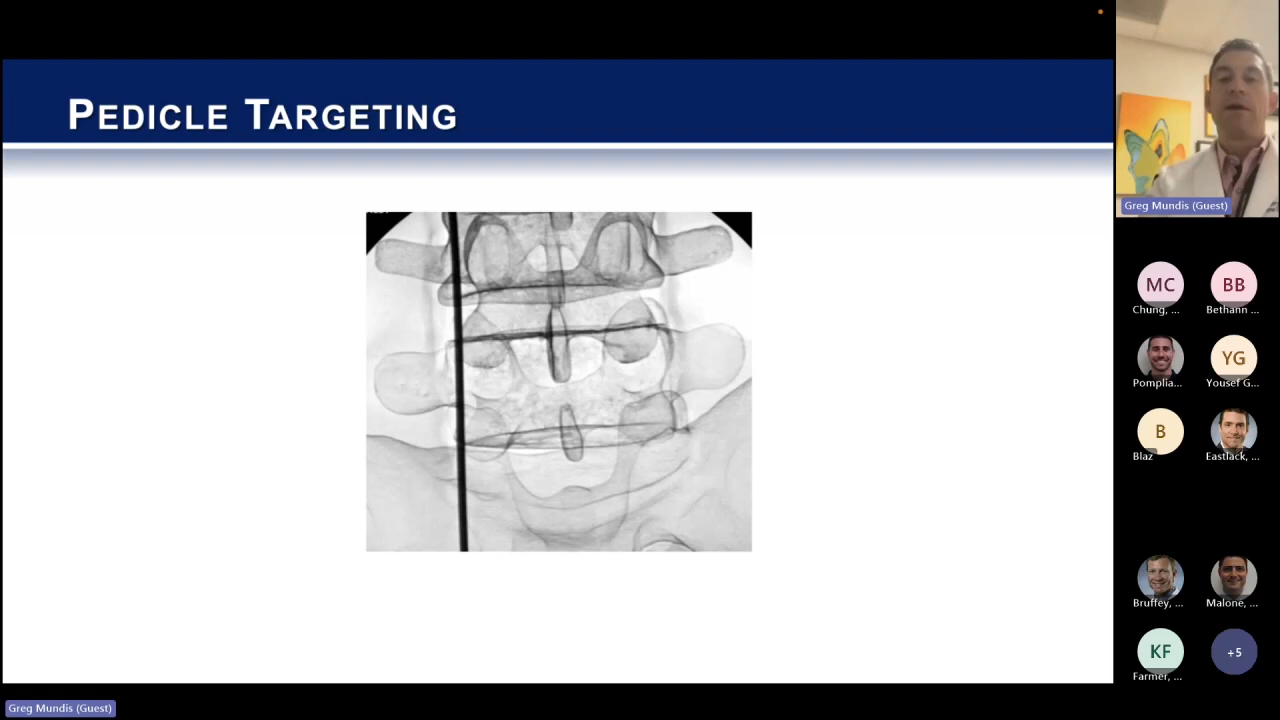 PEDICLE TARGETING
Greg Mundis (Guest)
MC
Chung, ...
BB
Bethann ...
Pomplia...
YG
Yousef G...
B
Blaz
Eastlack, ...
Bruffey, ...
Malone, ...
KF
Farmer, ...
+5
Greg Mundis (Guest)